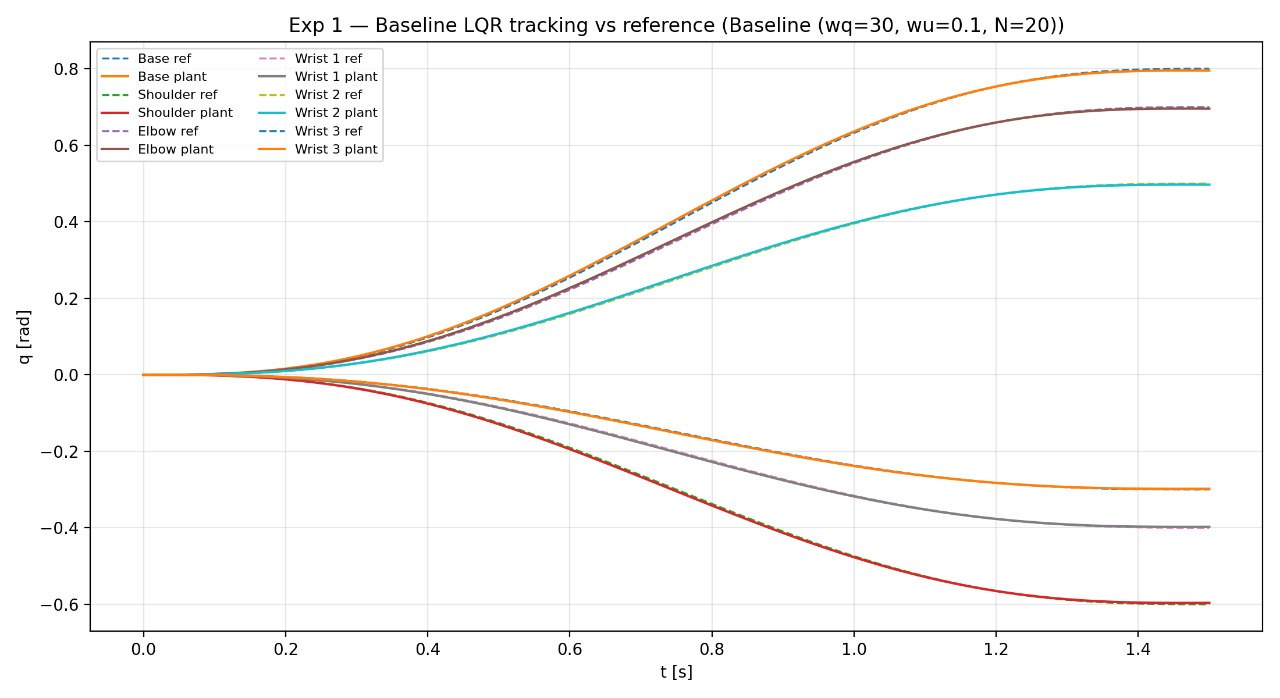 Exp 1 — Baseline LQR tracking vs reference (Baseline (wq=30, wu=0.1, N=20))
Base ref
Base plant
Shoulder ref
Shoulder plant
Elbow ref
Elbow plant
Wrist 1 ref
Wrist 1 plant
Wrist 2 ref
Wrist 2 plant
Wrist 3 ref
Wrist 3 plant
q [rad]
0.8
0.6
0.4
0.2
0.0
−0.2
−0.4
−0.6
0.0 0.2 0.4 0.6 0.8 1.0 1.2 1.4
t [s]